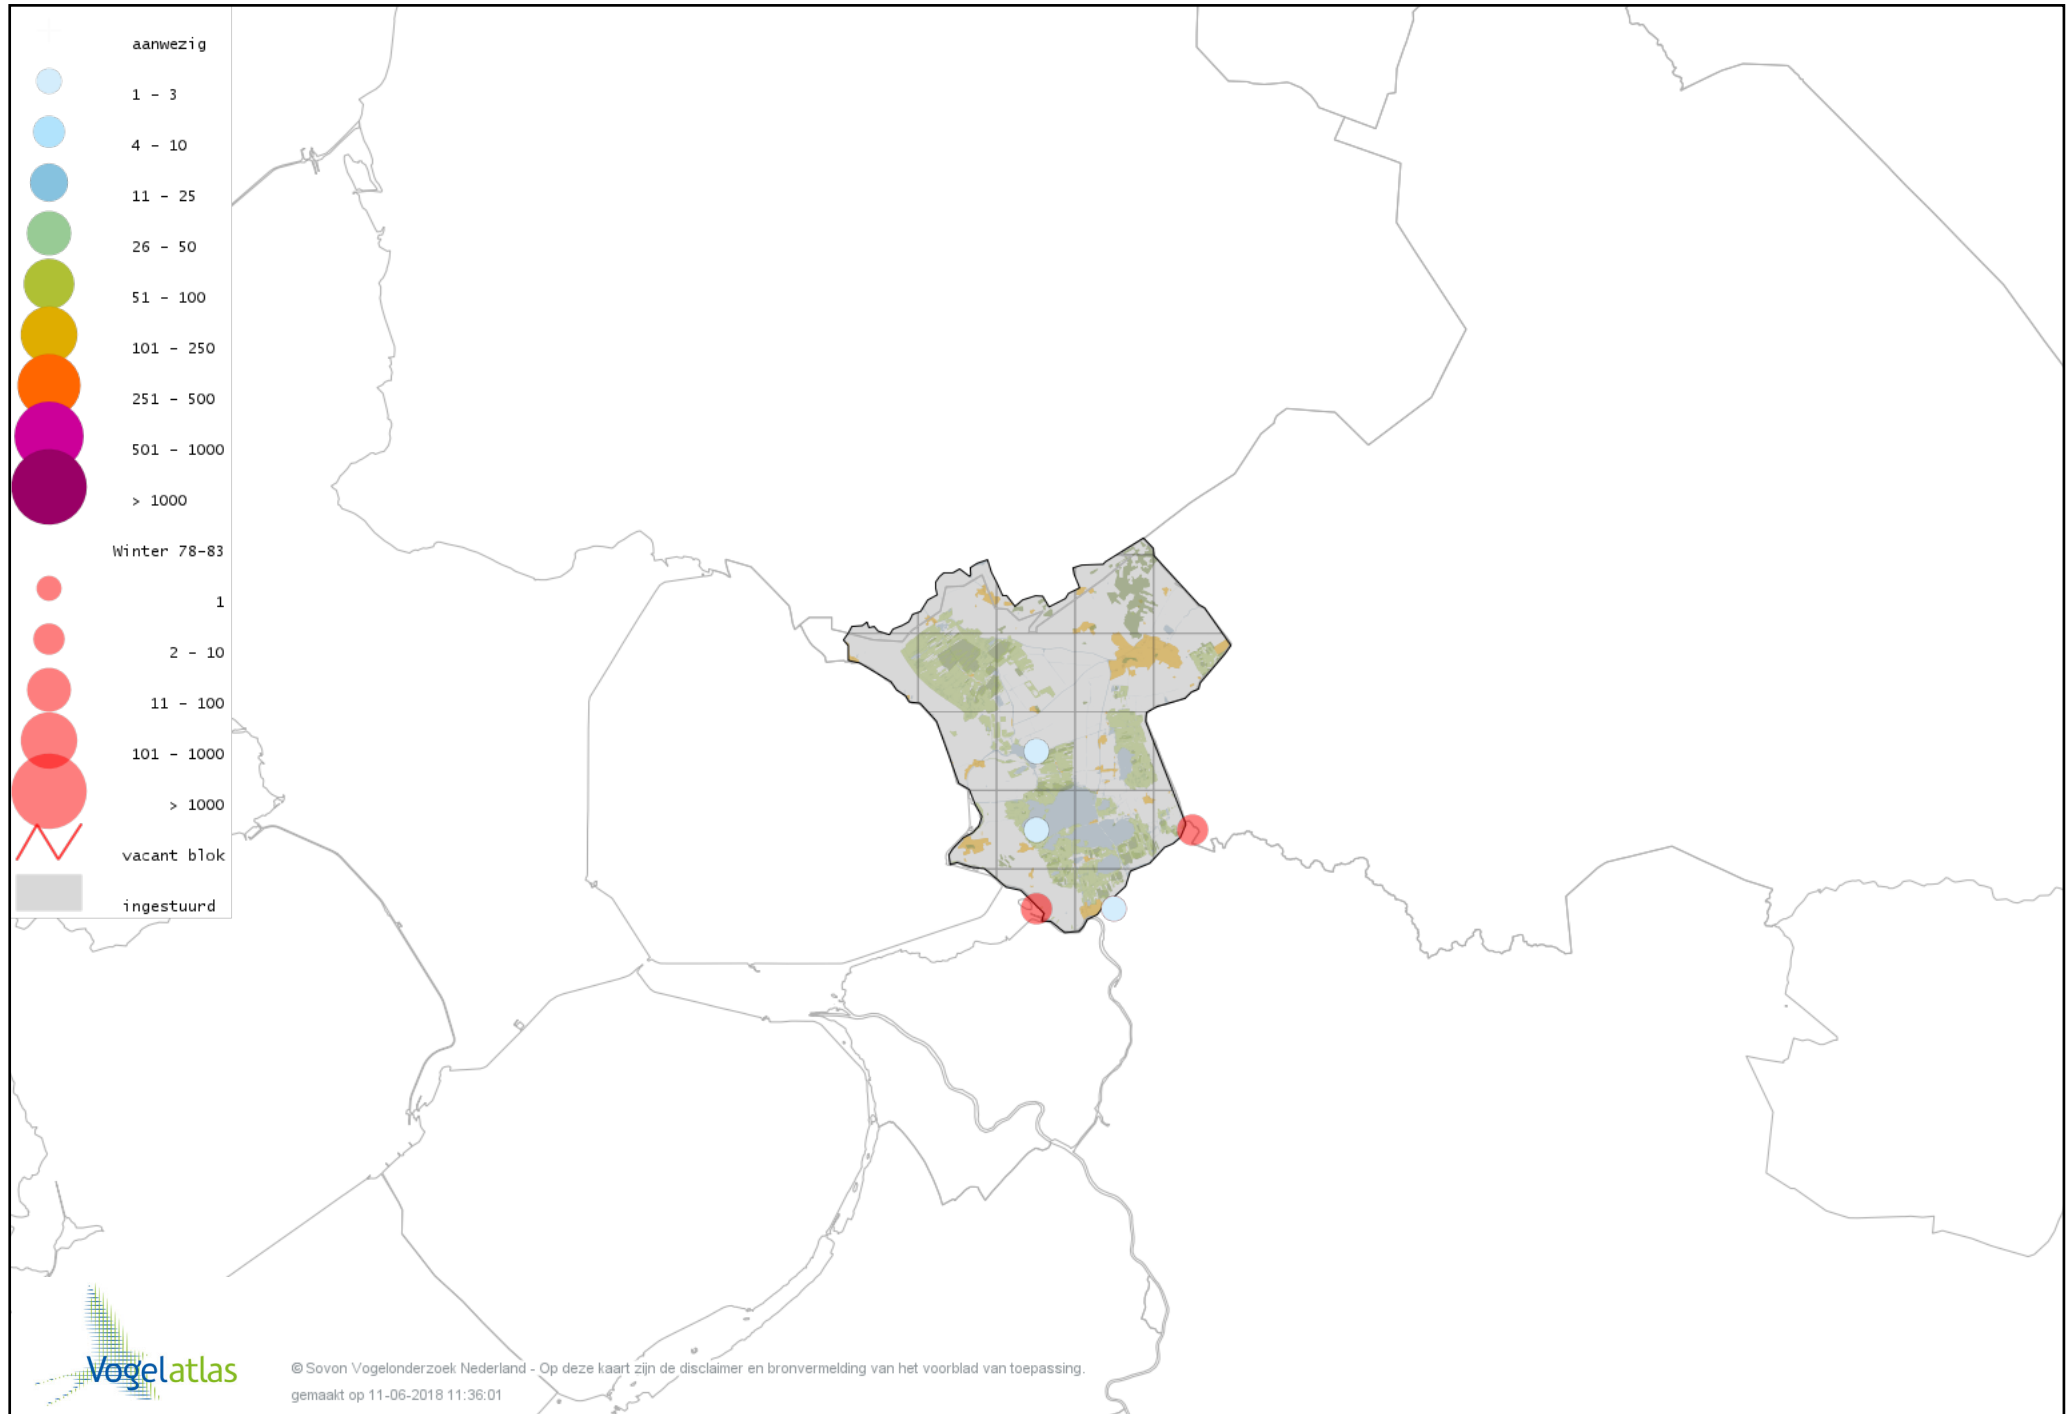 aanwezig
1 - 3
4 - 10
11 - 25
26 - 50
51 - 100
101 - 250
251 - 500
501 - 1000
> 1000
Winter 78-83
1
2 - 10
11 - 100
101 - 1000
> 1000
vacant blok
ingestuurd
Vogelatlas
© Sovon Vogelonderzoek Nederland - Op deze kaart zijn de disclaimer en bronvermelding van het voorblad van toepassing.
gemaakt op 11-06-2018 11:36:01